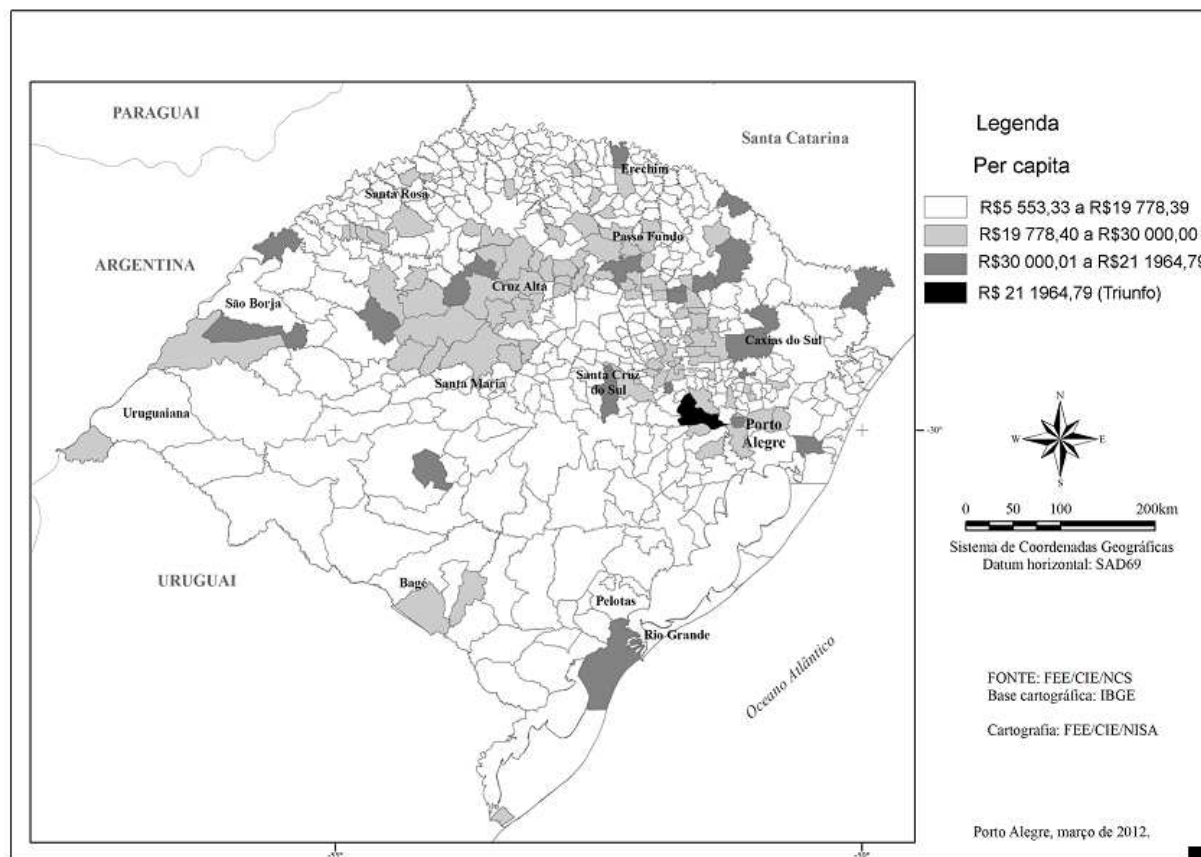 PARAGUAI
Santa Catarina
Erechim
Santa Rosa
Passo Fundo
ARGENTINA
Cruz Alta
São Borja
Caxias do Sul
Santa Cruz
do Sul
Santa Maria
Uruguaiana
Porto
Alegre
URUGUAI
Bagé
Pelotas
Rio Grande
Oceano Atlântico
Legenda
Per capita
R$5 553,33 a R$19 778,39
R$19 778,40 a R$30 000,00
R$30 000,01 a R$21 1964,79
R$ 21 1964,79 (Triunfo)
-30°
N
W
E
S
0 50 100 200km
Sistema de Coordenadas Geográficas
Datum horizontal: SAD69
FONTE: FEE/CIE/NCS
Base cartográfica: IBGE
Cartografia: FEE/CIE/NISA
Porto Alegre, março de 2012.